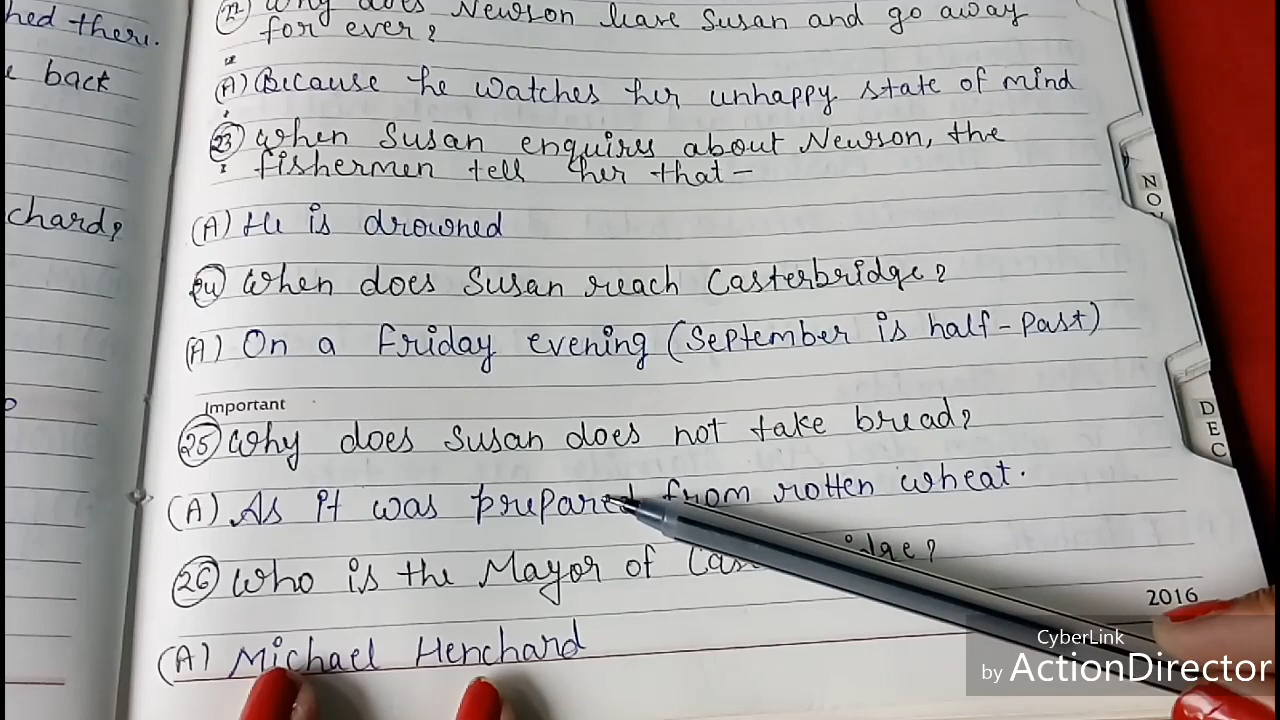 hed there.
e back
chard?
(22) Why does Newson leave Susan and go away
for ever?
(A) Because he watches her unhappy state of mind
(23) When Susan enquires about Newson, the
fishermen tell her that-
(A) He is drowned
(24) When does Susan reach Casterbridge?
(A) On a Friday evening (September is half-past)
Important
(25) Why does Susan does not take bread?
(A) As it was prepared from rotten wheat.
(26) Who is the Mayor of Cas idge?
(A) Michael Henchard
NOV
DEC
2016
CyberLink
by ActionDirector